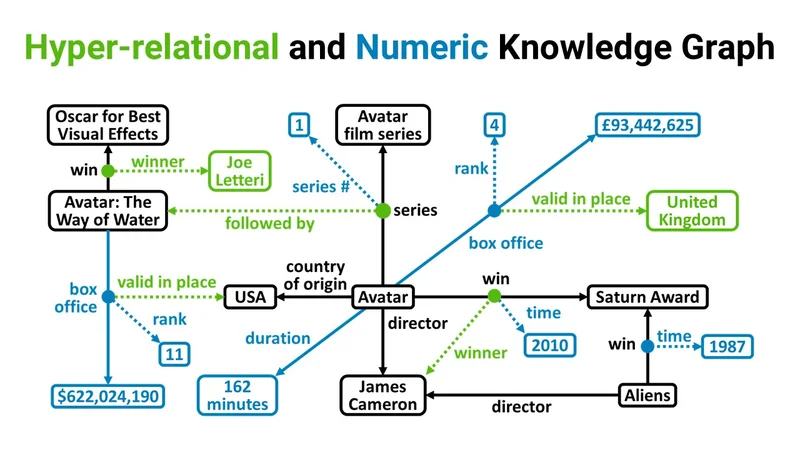 Hyper-relational and Numeric Knowledge Graph
Oscar for Best
Visual Effects
1
Avatar
film series
4
£93,442,625
win
winner
Joe
Letteri
series #
rank
Avatar: The
Way of Water
followed by
series
valid in place
United
Kingdom
box office
box
office
valid in place
USA
country
of origin
Avatar
win
Saturn Award
rank
11
duration
director
time
2010
winner
win
time
1987
$622,024,190
162
minutes
James
Cameron
director
Aliens